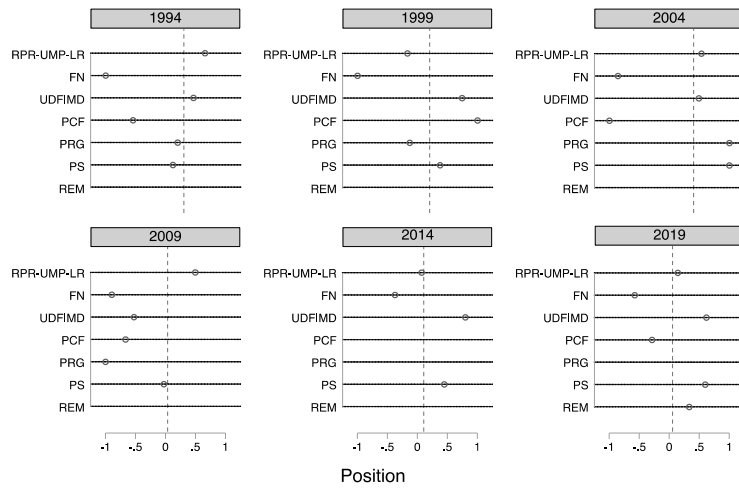 1994
RPR-UMP-LR
FN
UDFIMD
PCF
PRG
PS
REM
1999
RPR-UMP-LR
FN
UDFIMD
PCF
PRG
PS
REM
2004
RPR-UMP-LR
FN
UDFIMD
PCF
PRG
PS
REM
2009
RPR-UMP-LR
FN
UDFIMD
PCF
PRG
PS
REM
-1 -.5 0 .5 1
2014
RPR-UMP-LR
FN
UDFIMD
PCF
PRG
PS
REM
-1 -.5 0 .5 1
2019
RPR-UMP-LR
FN
UDFIMD
PCF
PRG
PS
REM
-1 -.5 0 .5 1
Position